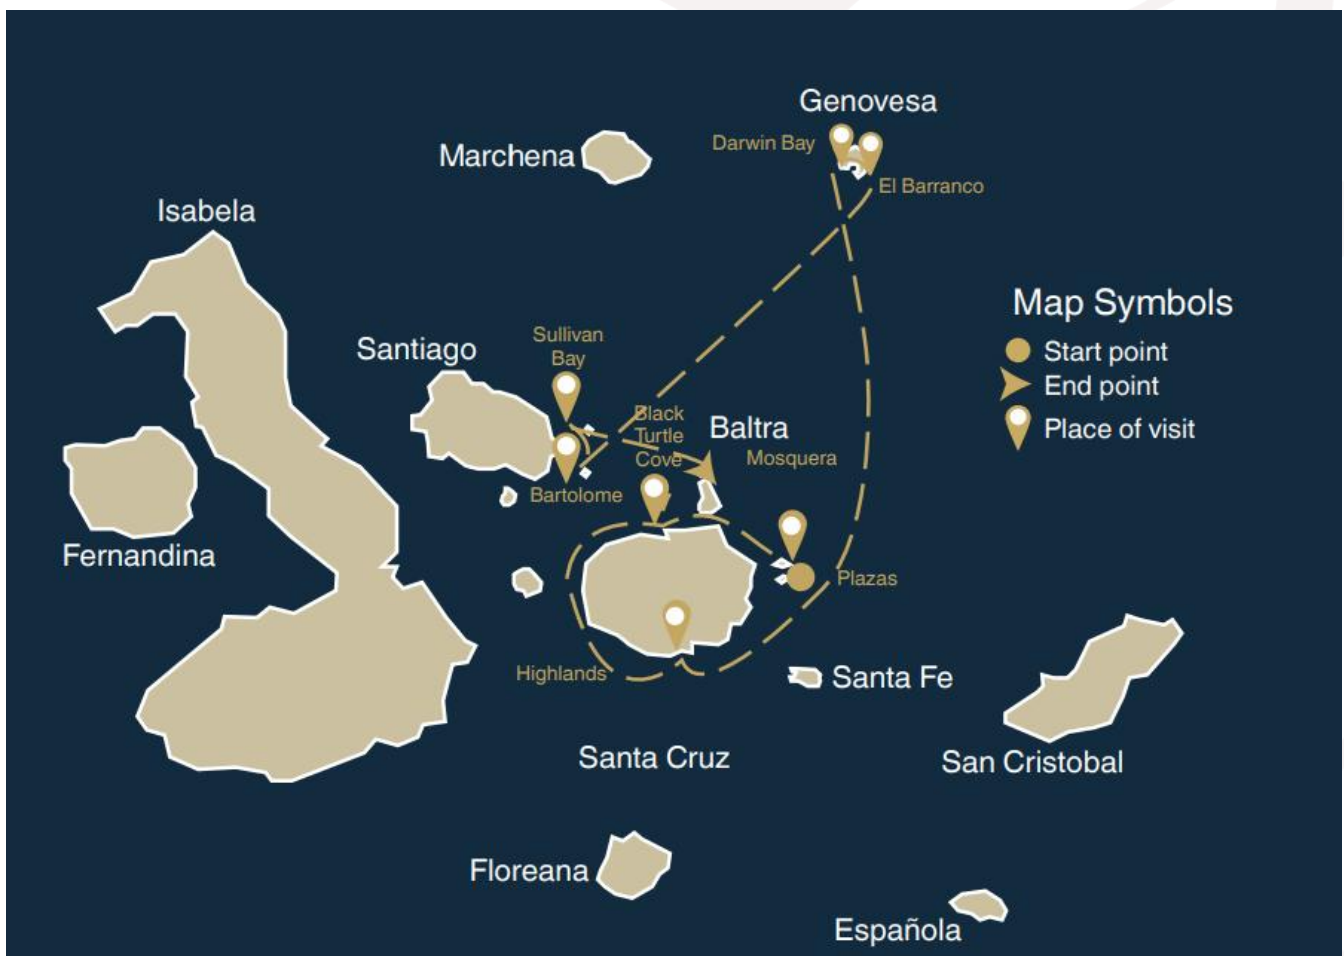 Genovesa
Darwin Bay
El Barranco
Marchena
Isabela
Map Symbols
Start point
End point
Place of visit
Sullivan
Bay
Santiago
Black
Turtle
Cove
Baltra
Mosquera
Bartolome
Fernandina
Plazas
Highlands
Santa Fe
Santa Cruz
San Cristobal
Floreana
Española